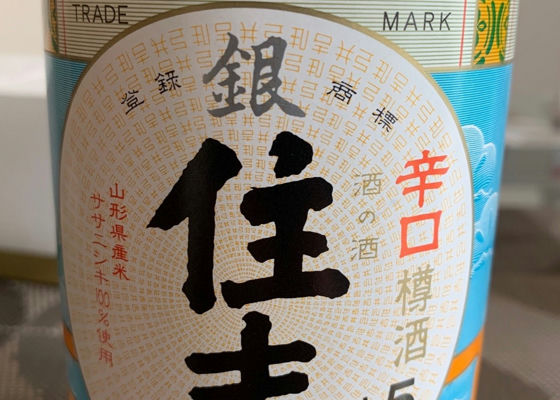 TRADE MARK
登録 商標
銀
住吉
辛口
樽酒
酒の酒
山形県産米
ササニシキ100%使用